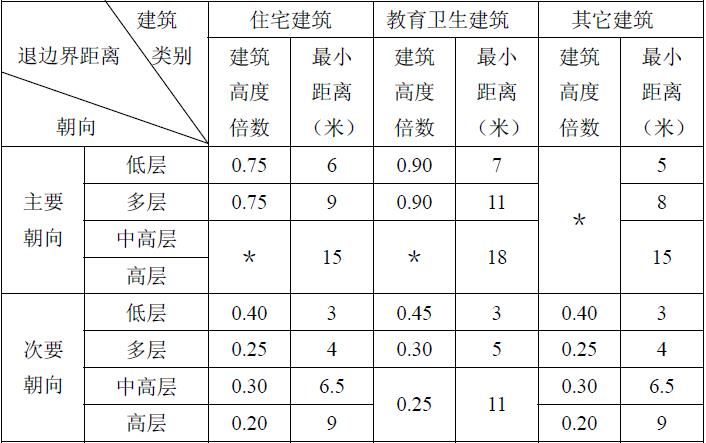 建筑 住宅建筑 教育卫生建筑 其它建筑
退边界距离 类别 建筑 最小 建筑 最小 建筑 最小
高度 距离 高度 距离 高度 距离
朝向 倍数 （米） 倍数 （米） 倍数 （米）
主要朝向 低层 0.75 6 0.90 7 * 5
多层 0.75 9 0.90 11 8
中高层 * 15 * 18 15
高层
次要朝向 低层 0.40 3 0.45 3 0.40 3
多层 0.25 4 0.30 5 0.25 4
中高层 0.30 6.5 0.25 11 0.30 6.5
高层 0.20 9 0.20 9